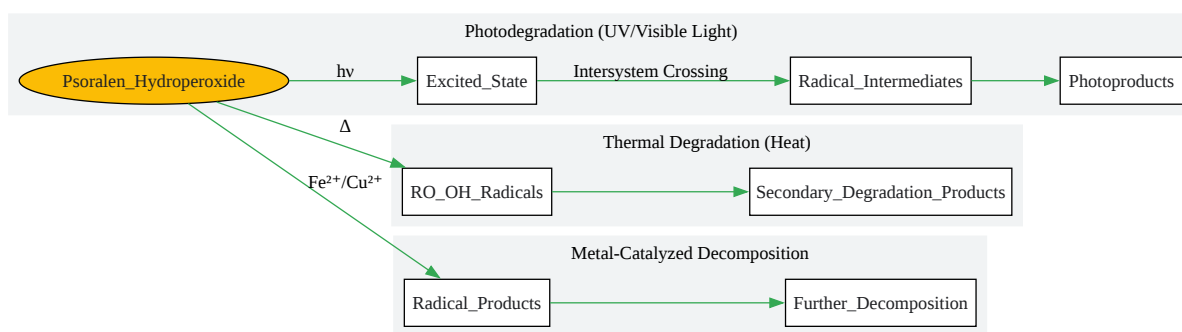 Photodegradation (UV/Visible Light)
Psoralen_Hydroperoxide
hν
Excited_State
Intersystem Crossing
Radical_Intermediates
Photoproducts
Δ
Thermal Degradation (Heat)
Fe²⁺/Cu²⁺
RO_OH_Radicals
Secondary_Degradation_Products
Metal-Catalyzed Decomposition
Radical_Products
Further_Decomposition